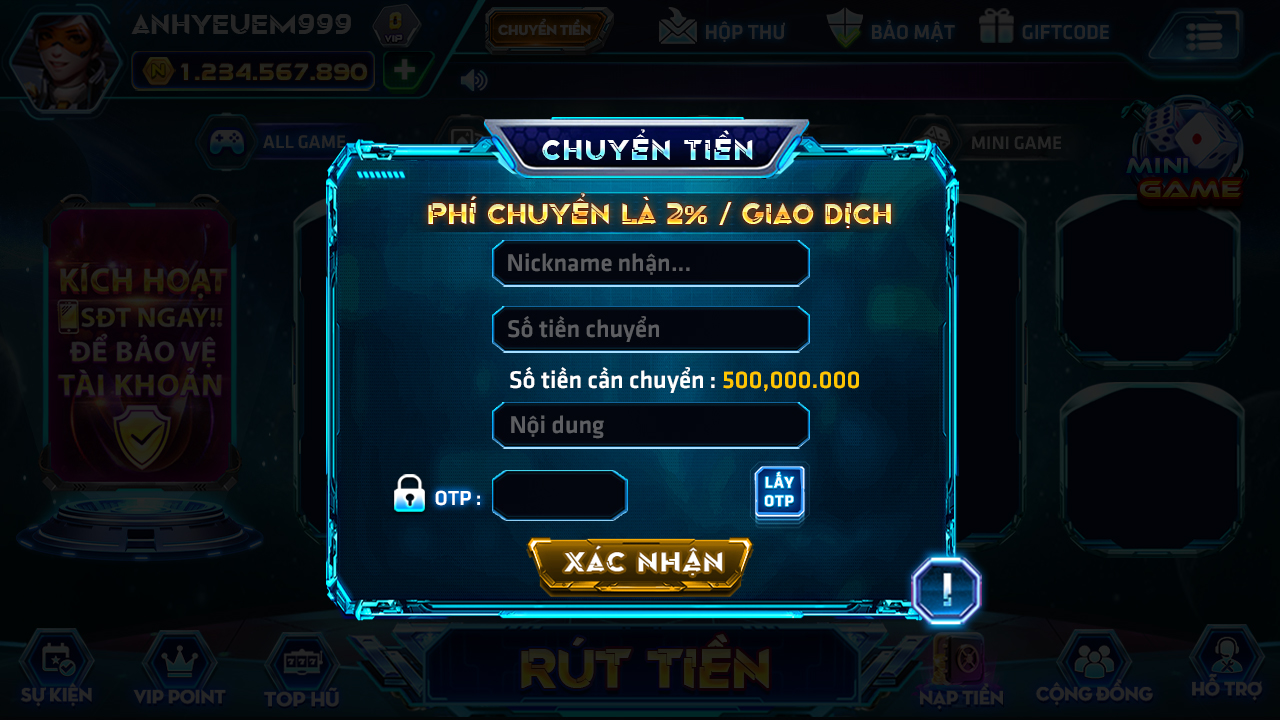 ANHYEUEM999
VIP
CHUYỂN TIỀN
HỘP THƯ
BẢO MẬT
GIFTCODE
1.234.567.890
ALL GAME
MINI GAME
MINI
GAME
CHUYỂN TIỀN
PHÍ CHUYỂN LÀ 2% / GIAO DỊCH
Nickname nhận...
Số tiền chuyển
Số tiền cần chuyển : 500,000.000
Nội dung
OTP :
LẤY
OTP
XÁC NHẬN
KÍCH HOẠT
SĐT NGAY!!
ĐỂ BẢO VỆ
TÀI KHOẢN
SỰ KIỆN
VIP POINT
TOP HŨ
RÚT TIỀN
NẠP TIỀN
CỘNG ĐỒNG
HỖ TRỢ